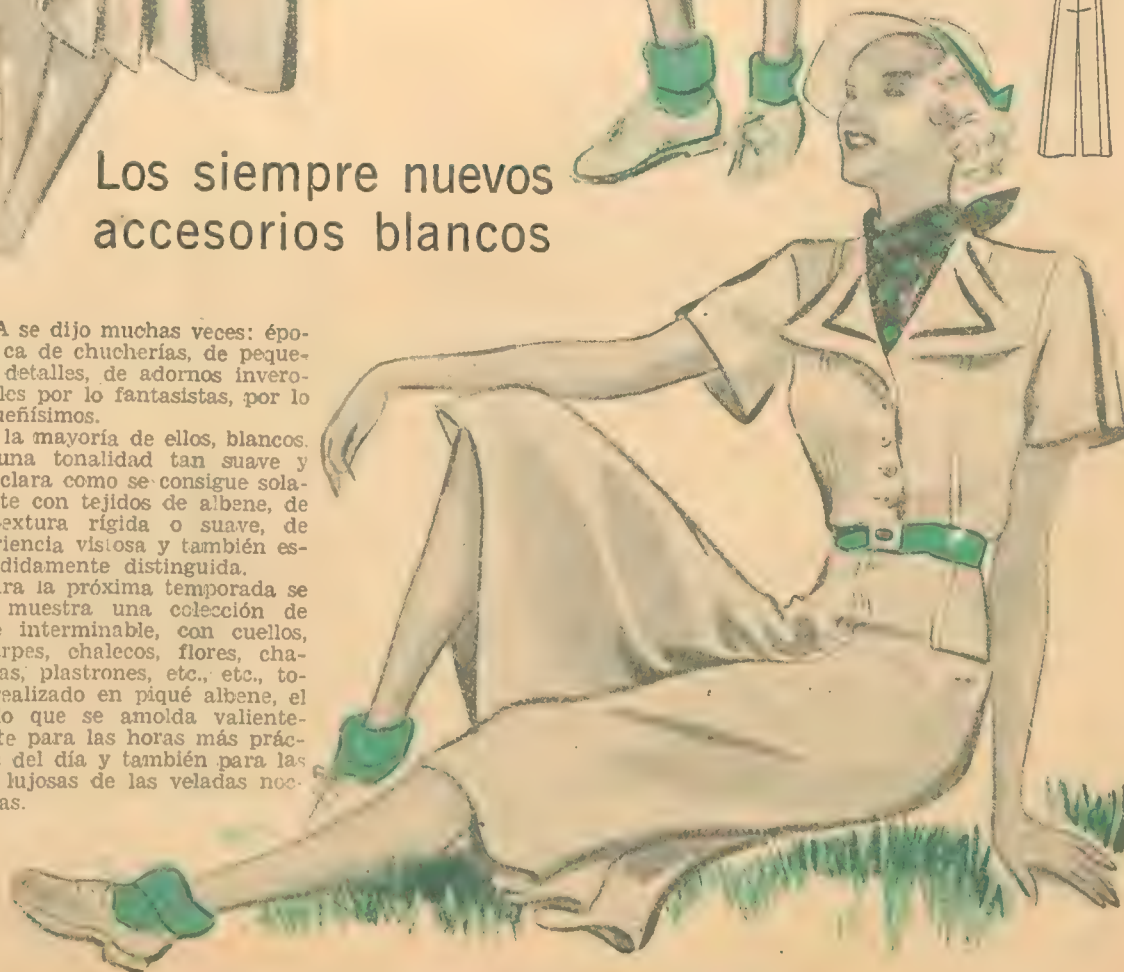 Los siempre nuevos
accesorios blancos
A se dijo muchas veces: épo-
ca de chucherías, de peque-
detalles, de adornos invero-
les por lo fantasistas, por lo
ueñísimos.
la mayoría de ellos, blancos.
una tonalidad tan suave y
clara como se consigue sola-
te con tejidos de albene, de
extura rígida o suave, de
riencia vistosa y también es-
didamente distinguida.
ra la próxima temporada se
muestra una colección de
e interminable, con cuellos,
rpes, chalecos, flores, cha-
as, plastrones, etc., etc., to-
realizado en piqué albene, el
o que se amolda valiente-
te para las horas más prác-
del día y también para las
lujosas de las veladas noc-
as.